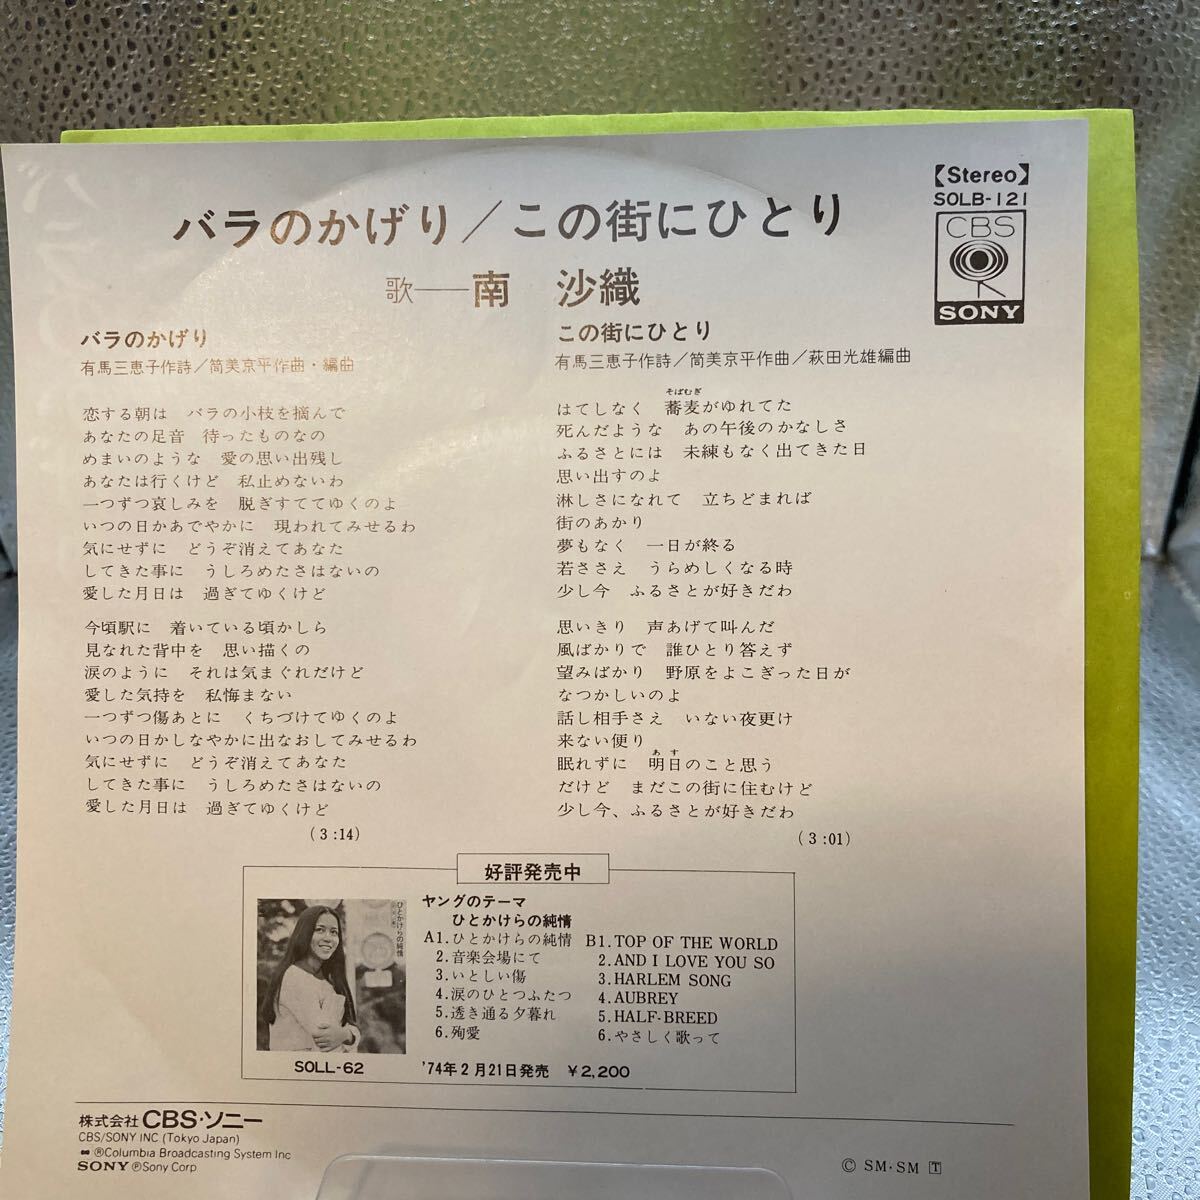 【Stereo】
SOLB-121
CBS
SONY
バラのかげり／この街にひとり
歌──南　沙織
バラのかげり
有馬三恵子作詩／筒美京平作曲・編曲
恋する朝は　バラの小枝を摘んで
あなたの足音　待ったものなの
めまいのような　愛の思い出残し
あなたは行くけど　私止めないわ
一つずつ哀しみを　脱ぎすててゆくのよ
いつの日かあでやかに　現われてみせるわ
気にせずに　どうぞ消えてあなた
してきた事に　うしろめたさはないの
愛した月日は　過ぎてゆくけど
今頃駅に　着いている頃かしら
見なれた背中を　思い描くの
涙のように　それは気まぐれだけど
愛した気持を　私悔まない
一つずつ傷あとに　くちづけてゆくのよ
いつの日かしなやかに出なおしてみせるわ
気にせずに　どうぞ消えてあなた
してきた事に　うしろめたさはないの
愛した月日は　過ぎてゆくけど
(3:14)
この街にひとり
有馬三恵子作詩／筒美京平作曲／萩田光雄編曲
そばむぎ
はてしなく　蕎麦がゆれてた
死んだような　あの午後のかなしさ
ふるさとには　未練もなく出てきた日
思い出すのよ
淋しさになれて　立ちどまれば
街のあかり
夢もなく　一日が終る
若ささえ　うらめしくなる時
少し今　ふるさとが好きだわ
思いきり　声あげて叫んだ
風ばかりで　誰ひとり答えず
望みばかり　野原をよこぎった日が
なつかしいのよ
話し相手さえ　いない夜更け
来ない便り
あす
眠れずに　明日のこと思う
だけど　まだこの街に住むけど
少し今、ふるさとが好きだわ
(3:01)
好評発売中
ひとかけらの純情
SOLL-62
ヤングのテーマ
ひとかけらの純情
A1.ひとかけらの純情
2.音楽会場にて
3.いとしい傷
4.涙のひとつふたつ
5.透き通る夕暮れ
6.殉愛
B1.TOP OF THE WORLD
2.AND I LOVE YOU SO
3.HARLEM SONG
4.AUBREY
5.HALF-BREED
6.やさしく歌って
'74年2月21日発売　¥2,200
株式会社 CBS・ソニー
CBS/SONY INC (Tokyo Japan)
®Columbia Broadcasting System Inc
SONY ®Sony Corp
© SM・SM T